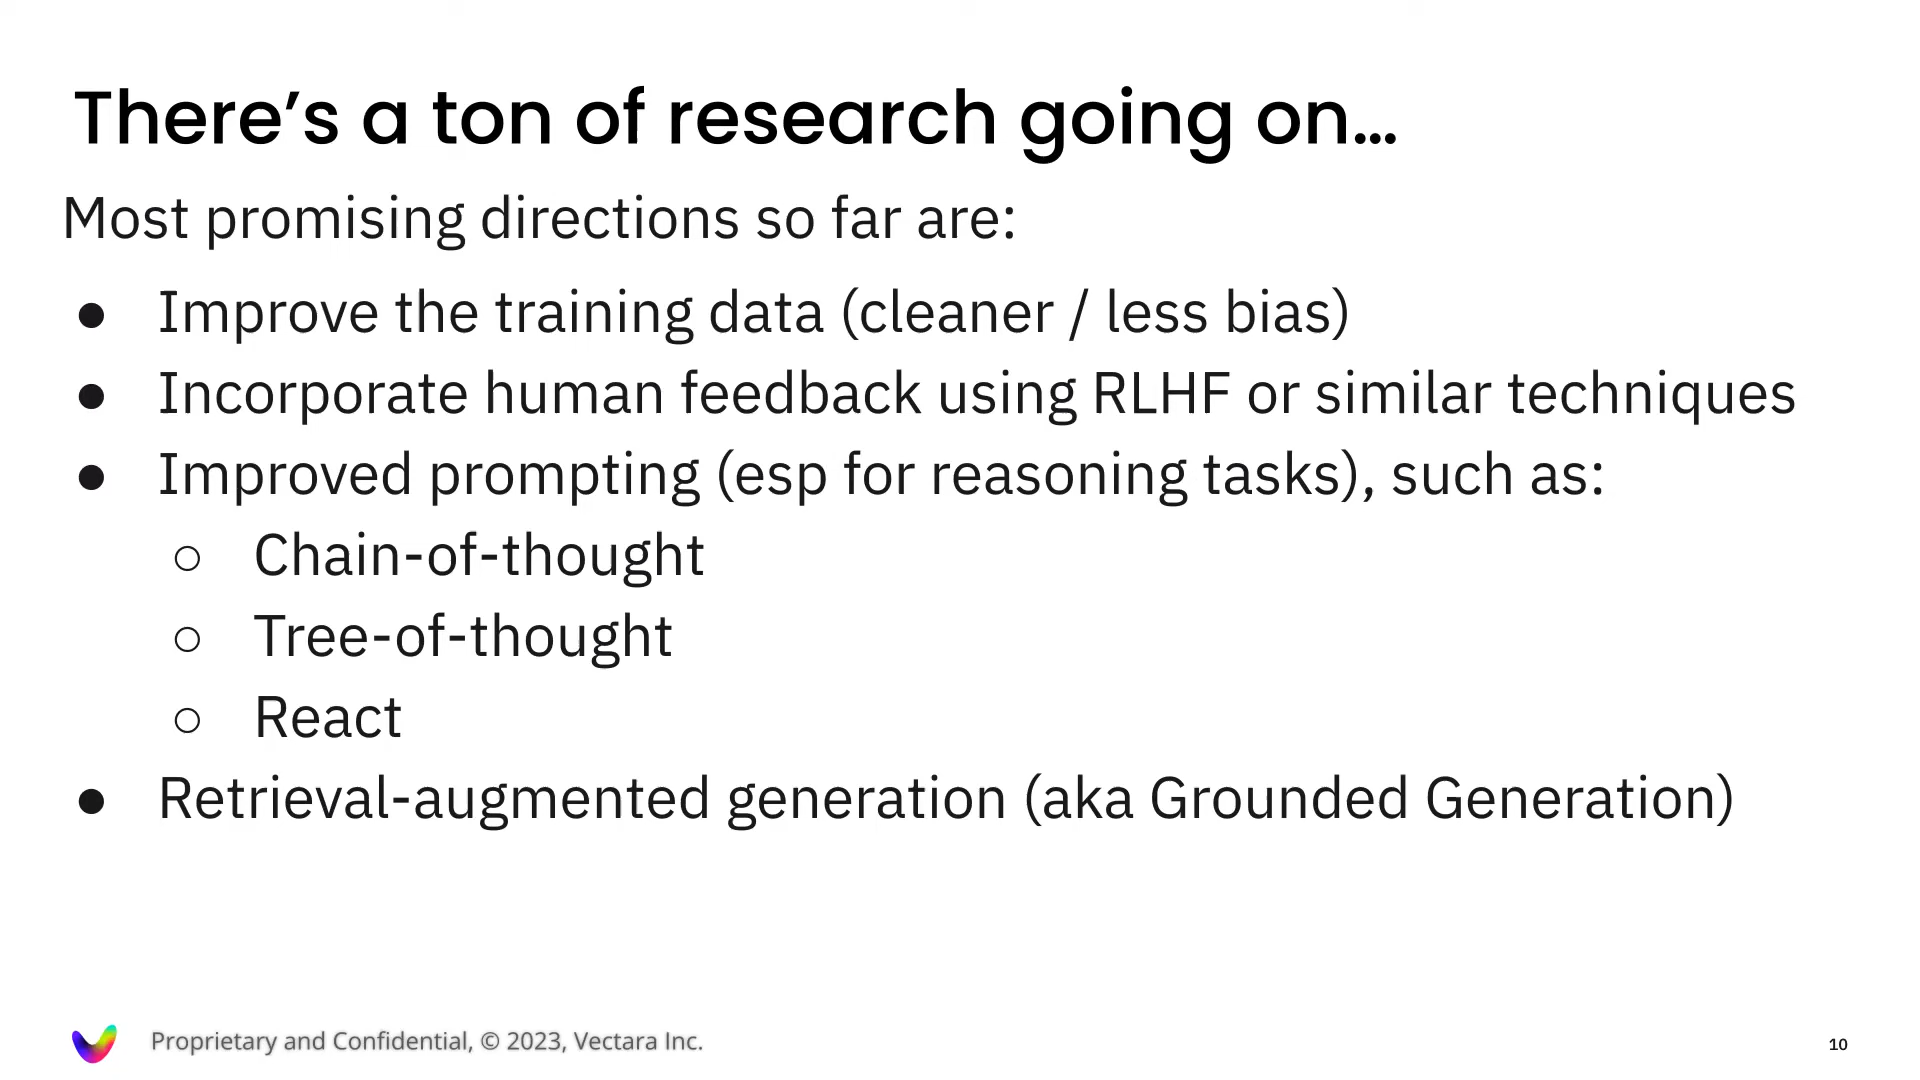 There’s a ton of research going on…
Most promising directions so far are:
● Improve the training data (cleaner / less bias)
● Incorporate human feedback using RLHF or similar techniques
● Improved prompting (esp for reasoning tasks), such as:
○ Chain-of-thought
○ Tree-of-thought
○ React
● Retrieval-augmented generation (aka Grounded Generation)
Proprietary and Confidential, © 2023, Vectara Inc.
10